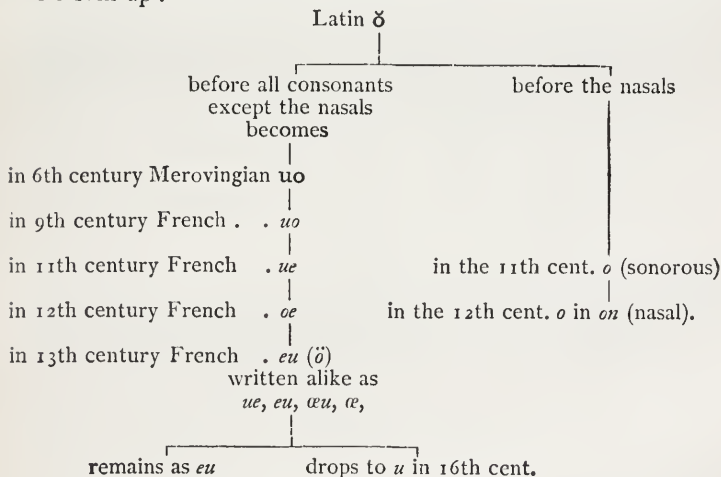 Latin ŏ
before all consonants before the nasals
except the nasals
becomes
in 6th century Merovingian uo
in 9th century French . . uo
in 11th century French . ue in the 11th cent. o (sonorous)
in 12th century French . oe in the 12th cent. o in on (nasal).
in 13th century French . eu (ö)
written alike as
ue, eu, œu, œ,
remains as eu drops to u in 16th cent.